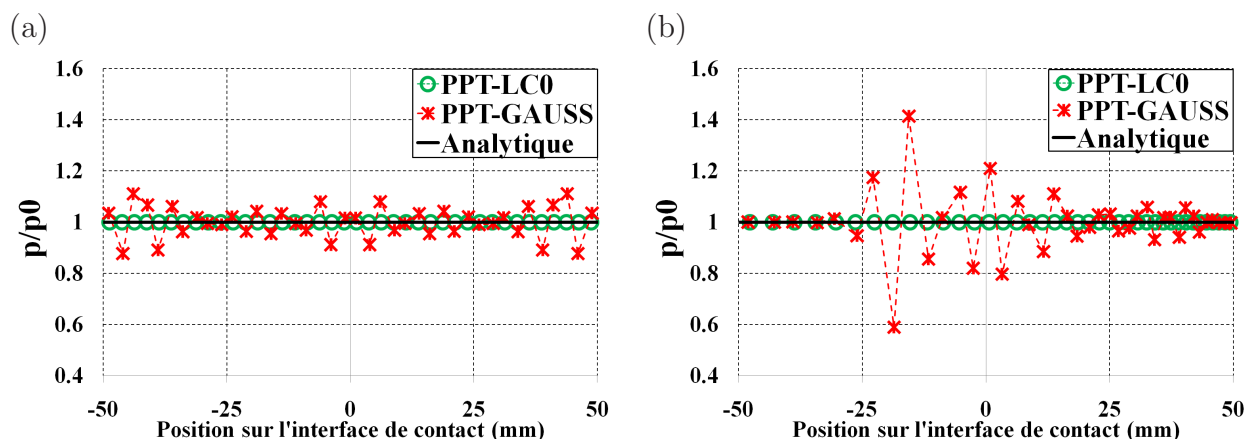 (a)
p/p0
1.6
1.4
1.2
1
0.8
0.6
0.4
-50
-25
0
25
50
Position sur l'interface de contact (mm)
PPT-LC0
PPT-GAUSS
Analytique
(b)
p/p0
1.6
1.4
1.2
1
0.8
0.6
0.4
-50
-25
0
25
50
Position sur l'interface de contact (mm)
PPT-LC0
PPT-GAUSS
Analytique